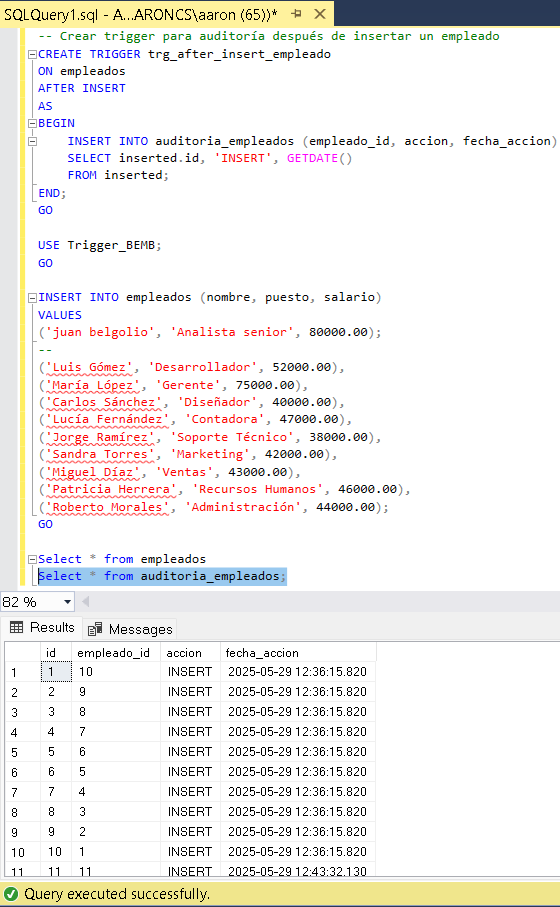 SQLQuery1.sql - A...ARONCS\aaron (65))*
-- Crear trigger para auditoría después de insertar un empleado
CREATE TRIGGER trg_after_insert_empleado
ON empleados
AFTER INSERT
AS
BEGIN
INSERT INTO auditoria_empleados (empleado_id, accion, fecha_accion)
SELECT inserted.id, 'INSERT', GETDATE()
FROM inserted;
END;
GO
USE Trigger_BEMB;
GO
INSERT INTO empleados (nombre, puesto, salario)
VALUES
('juan belgolio', 'Analista senior', 80000.00);
--
('Luis Gómez', 'Desarrollador', 52000.00),
('María López', 'Gerente', 75000.00),
('Carlos Sánchez', 'Diseñador', 40000.00),
('Lucía Fernández', 'Contadora', 47000.00),
('Jorge Ramírez', 'Soporte Técnico', 38000.00),
('Sandra Torres', 'Marketing', 42000.00),
('Miguel Díaz', 'Ventas', 43000.00),
('Patricia Herrera', 'Recursos Humanos', 46000.00),
('Roberto Morales', 'Administración', 44000.00);
GO
Select * from empleados
Select * from auditoria_empleados;
82 %
Results Messages
id empleado_id accion fecha_accion
1 1 10 INSERT 2025-05-29 12:36:15.820
2 2 9 INSERT 2025-05-29 12:36:15.820
3 3 8 INSERT 2025-05-29 12:36:15.820
4 4 7 INSERT 2025-05-29 12:36:15.820
5 5 6 INSERT 2025-05-29 12:36:15.820
6 6 5 INSERT 2025-05-29 12:36:15.820
7 7 4 INSERT 2025-05-29 12:36:15.820
8 8 3 INSERT 2025-05-29 12:36:15.820
9 9 2 INSERT 2025-05-29 12:36:15.820
10 10 1 INSERT 2025-05-29 12:36:15.820
11 11 11 INSERT 2025-05-29 12:43:32.130
Query executed successfully.